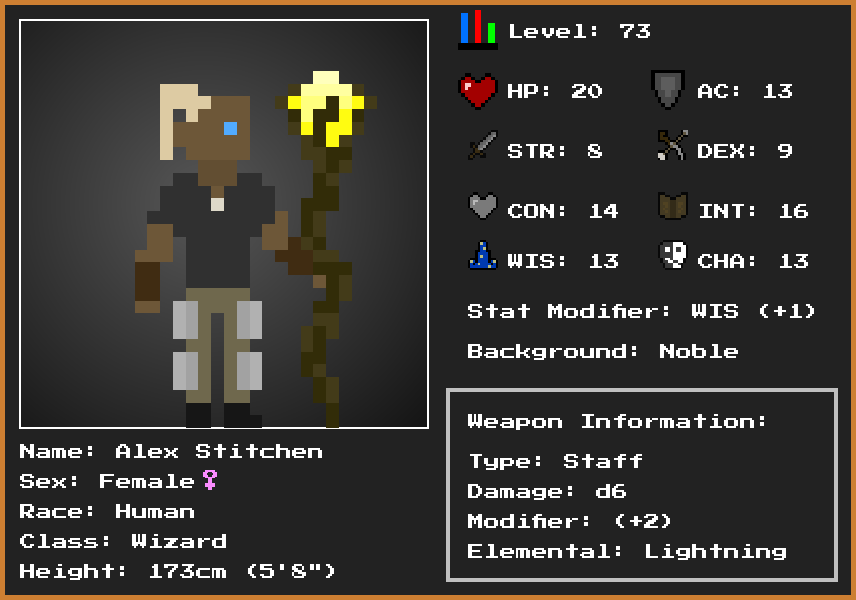 Level: 73
HP: 20 AC: 13
STR: 8 DEX: 9
CON: 14 INT: 16
WIS: 13 CHA: 13
Stat Modifier: WIS (+1)
Background: Noble
Weapon Information:
Type: Staff
Damage: d6
Modifier: (+2)
Elemental: Lightning
Name: Alex Stitchen
Sex: Female♀
Race: Human
Class: Wizard
Height: 173cm (5'8")